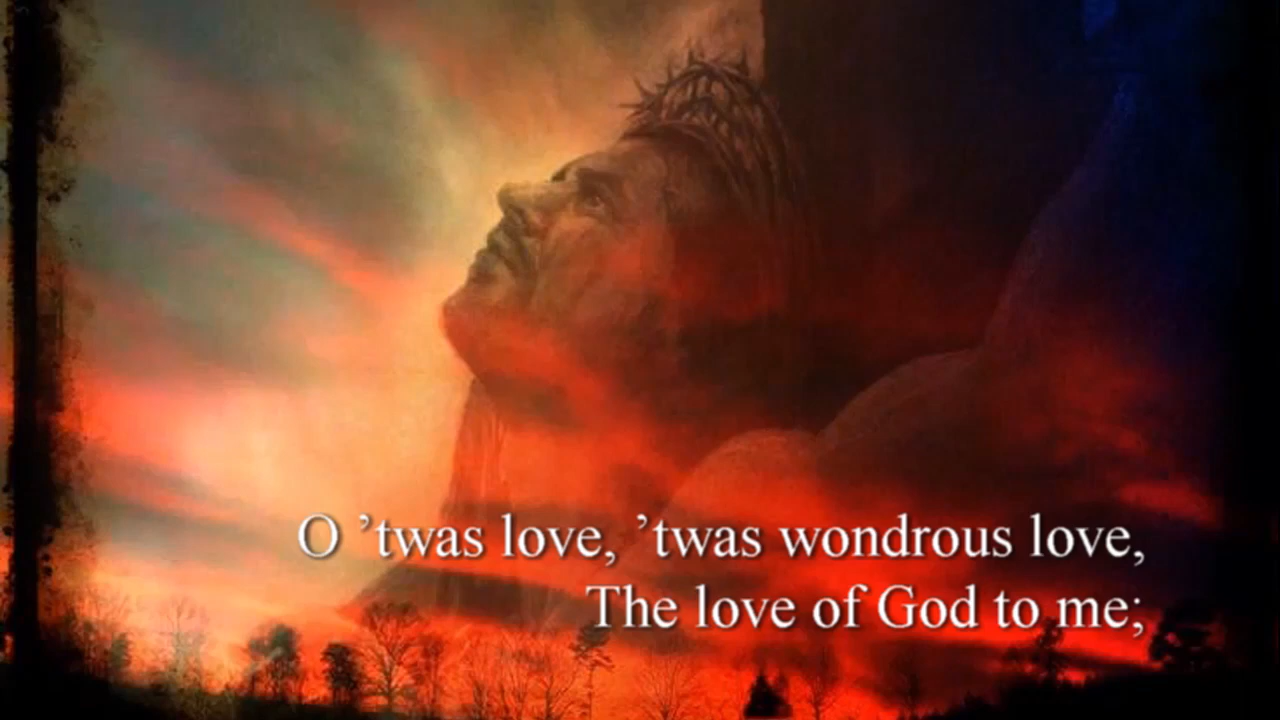 O ’twas love, ’twas wondrous love,
The love of God to me;